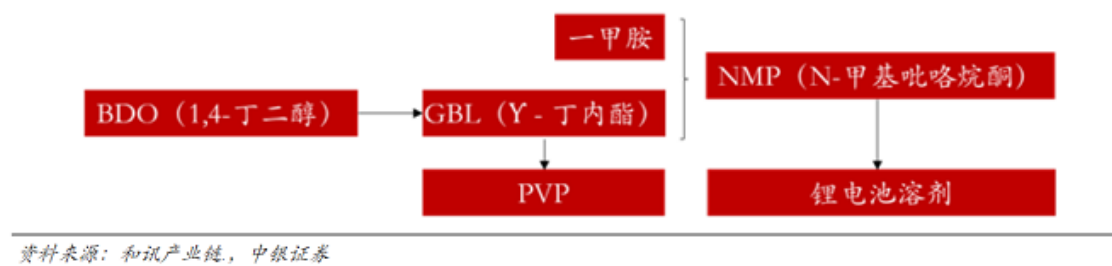 一甲胺
NMP（N-甲基吡咯烷酮）
BDO（1,4-丁二醇）
GBL（Υ - 丁内酯）
PVP
锂电池溶剂
资料来源：和讯产业链，中银证券